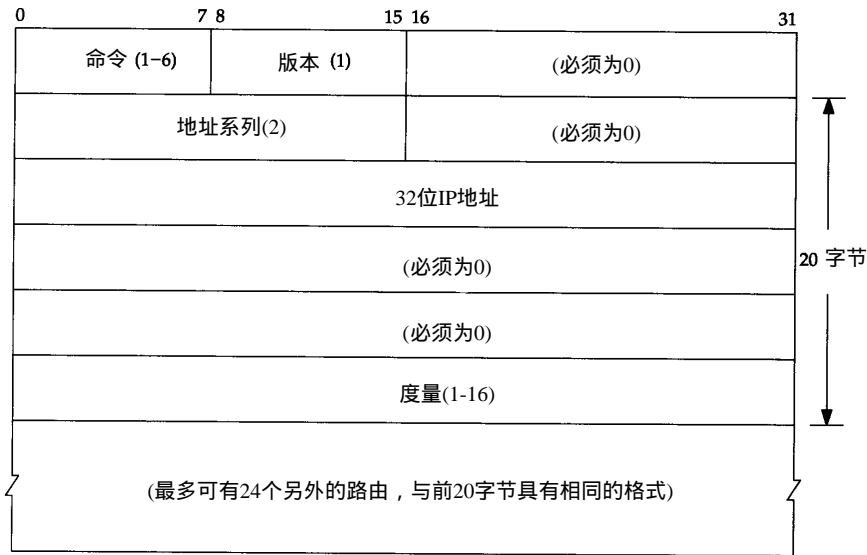 0 7 8 15 16 31
命令 (1-6) 版本 (1) (必须为0)
地址系列(2) (必须为0)
32位IP地址
(必须为0)
20 字节
(必须为0)
度量(1-16)
(最多可有24个另外的路由，与前20字节具有相同的格式)